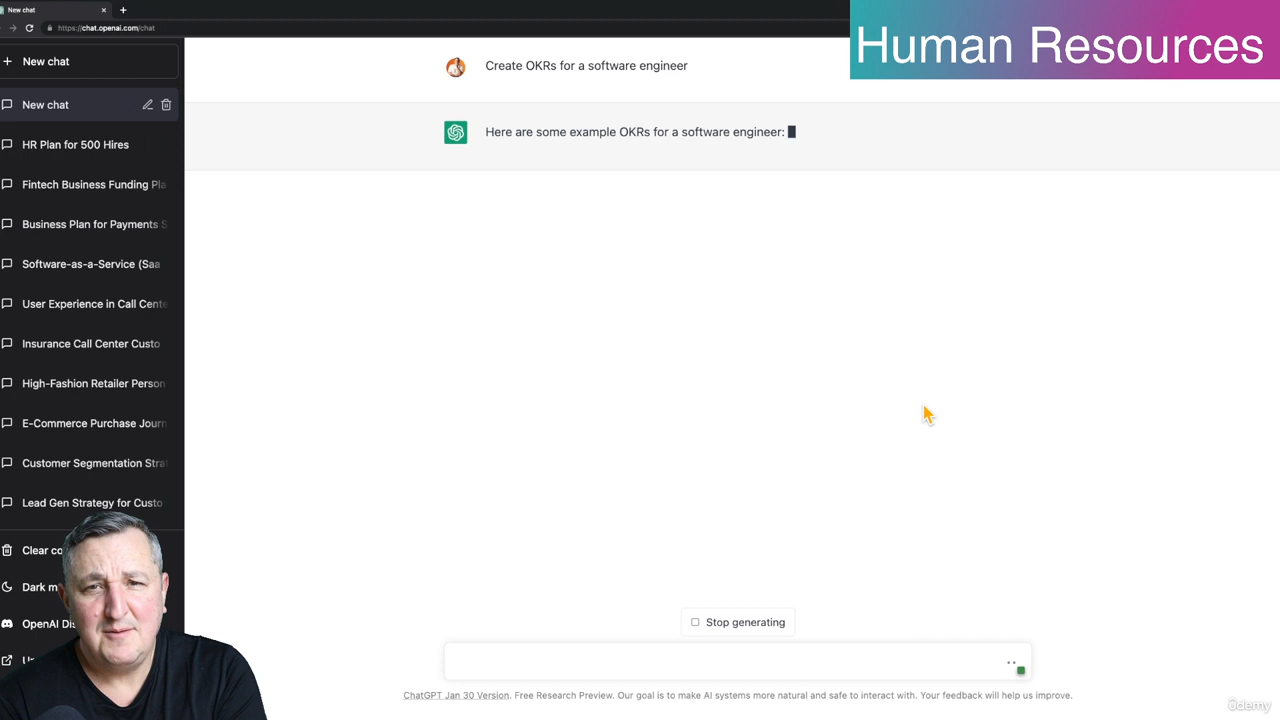 New chat
https://chat.openai.com/chat
Human Resources
New chat
New chat
HR Plan for 500 Hires
Fintech Business Funding Pla
Business Plan for Payments S
Software-as-a-Service (Saa
User Experience in Call Cente
Insurance Call Center Custo
High-Fashion Retailer Person
E-Commerce Purchase Journ
Customer Segmentation Stra
Lead Gen Strategy for Custo
Clear co
Dark m
OpenAI Di
Create OKRs for a software engineer
Here are some example OKRs for a software engineer:
Stop generating
ChatGPT Jan 30 Version. Free Research Preview. Our goal is to make AI systems more natural and safe to interact with. Your feedback will help us improve.
ûdemy